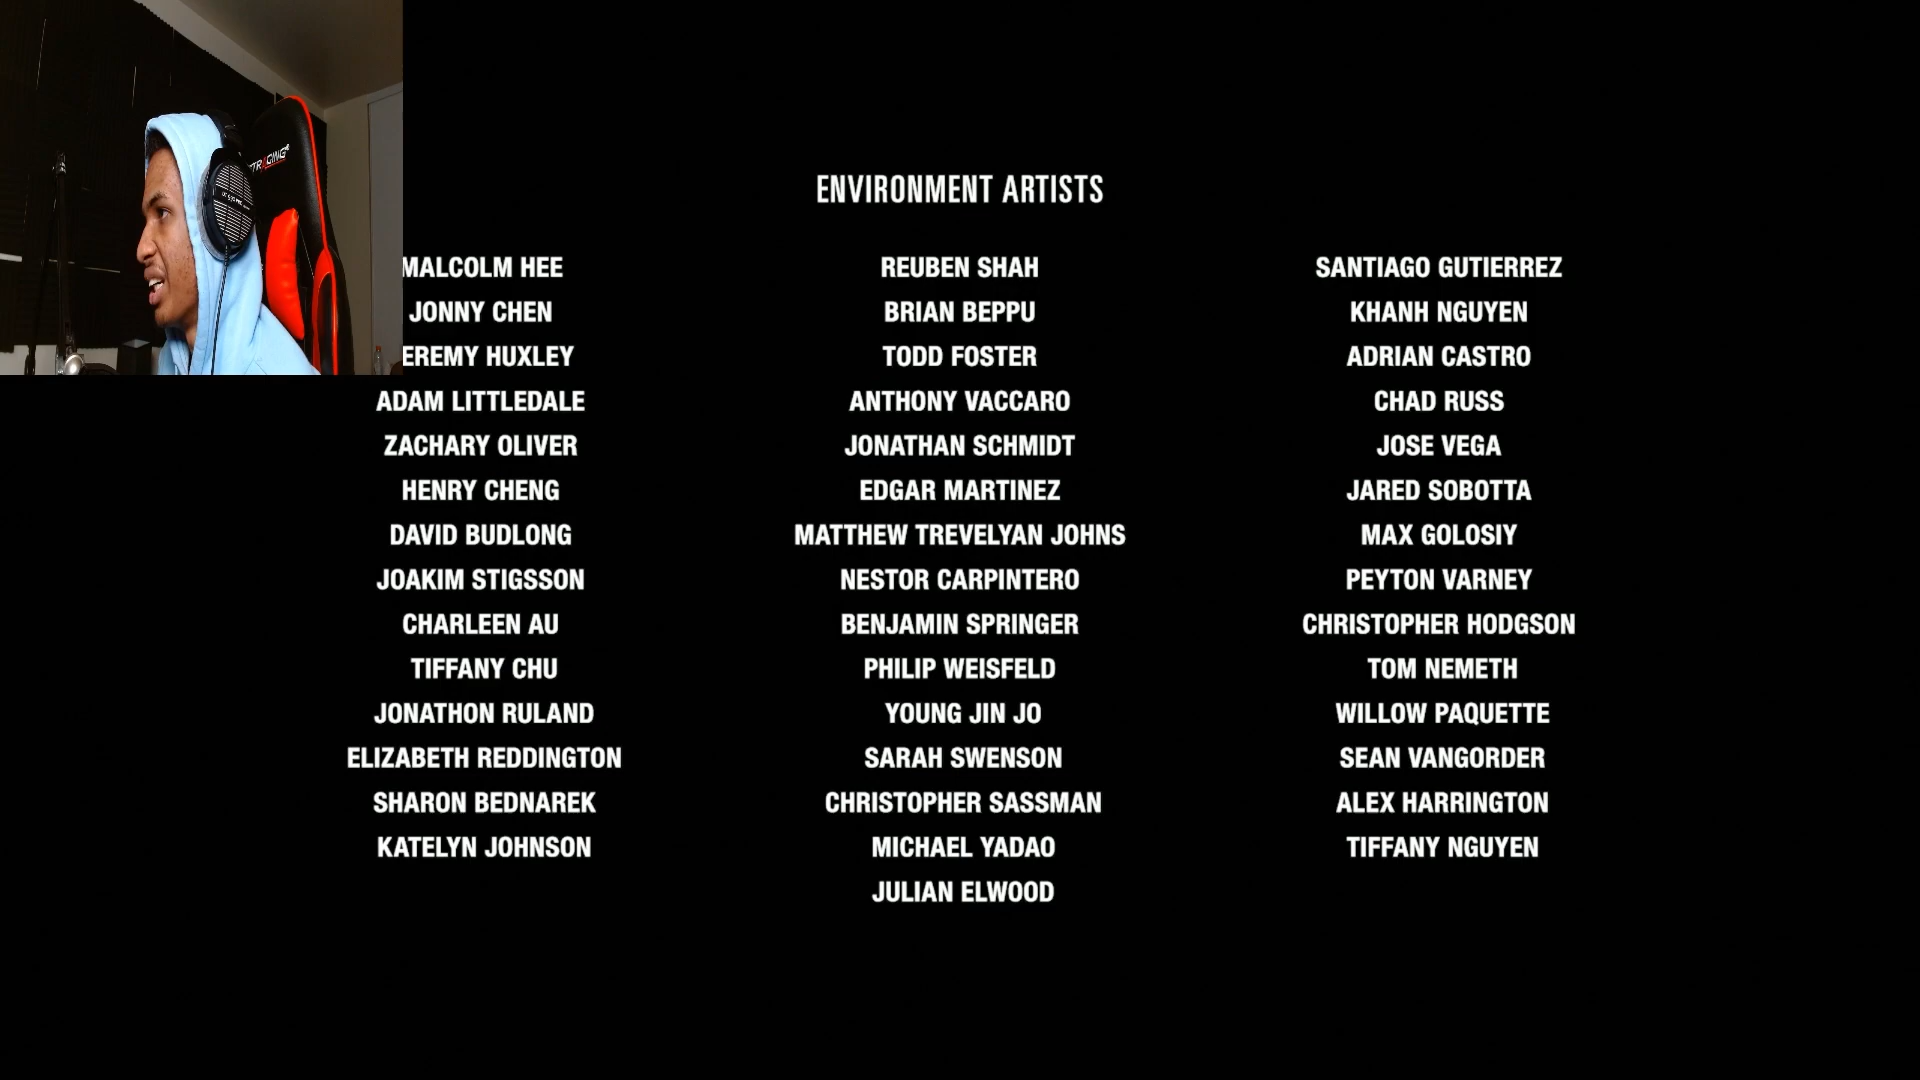 ENVIRONMENT ARTISTS
MALCOLM HEE
REUBEN SHAH
SANTIAGO GUTIERREZ
JONNY CHEN
BRIAN BEPPU
KHANH NGUYEN
EREMY HUXLEY
TODD FOSTER
ADRIAN CASTRO
ADAM LITTLEDALE
ANTHONY VACCARO
CHAD RUSS
ZACHARY OLIVER
JONATHAN SCHMIDT
JOSE VEGA
HENRY CHENG
EDGAR MARTINEZ
JARED SOBOTTA
DAVID BUDLONG
MATTHEW TREVELYAN JOHNS
MAX GOLOSIY
JOAKIM STIGSSON
NESTOR CARPINTERO
PEYTON VARNEY
CHARLEEN AU
BENJAMIN SPRINGER
CHRISTOPHER HODGSON
TIFFANY CHU
PHILIP WEISFELD
TOM NEMETH
JONATHON RULAND
YOUNG JIN JO
WILLOW PAQUETTE
ELIZABETH REDDINGTON
SARAH SWENSON
SEAN VANGORDER
SHARON BEDNAREK
CHRISTOPHER SASSMAN
ALEX HARRINGTON
KATELYN JOHNSON
MICHAEL YADAO
TIFFANY NGUYEN
JULIAN ELWOOD